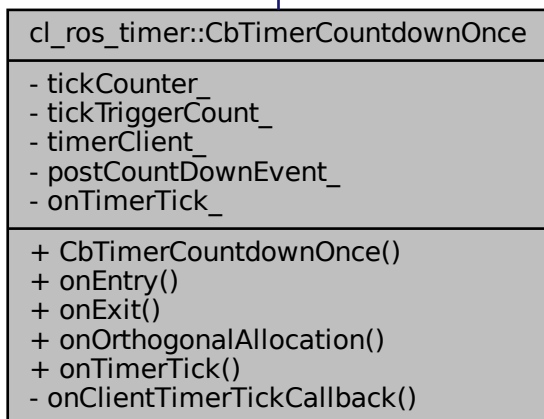 cl_ros_timer::CbTimerCountdownOnce
- tickCounter_
- tickTriggerCount_
- timerClient_
- postCountDownEvent_
- onTimerTick_
+ CbTimerCountdownOnce()
+ onEntry()
+ onExit()
+ onOrthogonalAllocation()
+ onTimerTick()
- onClientTimerTickCallback()